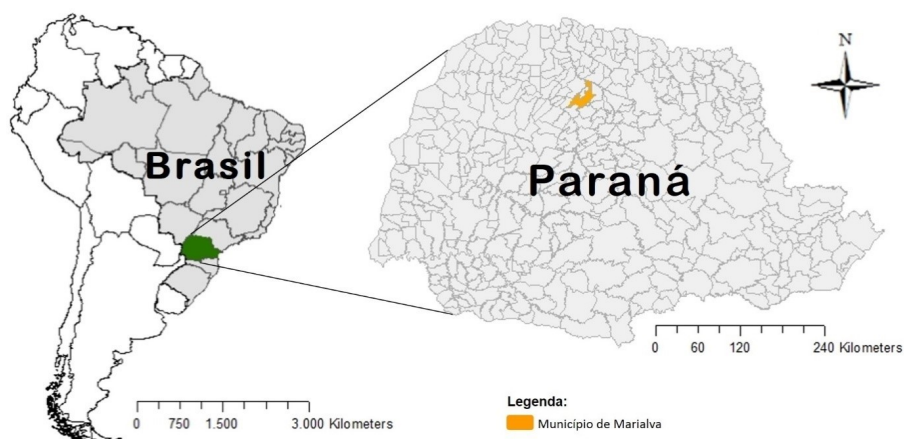 N
Brasil
Paraná
0 60 120 240 Kilometers
0 750 1.500 3.000 Kilometers
Legenda:
Município de Marialva